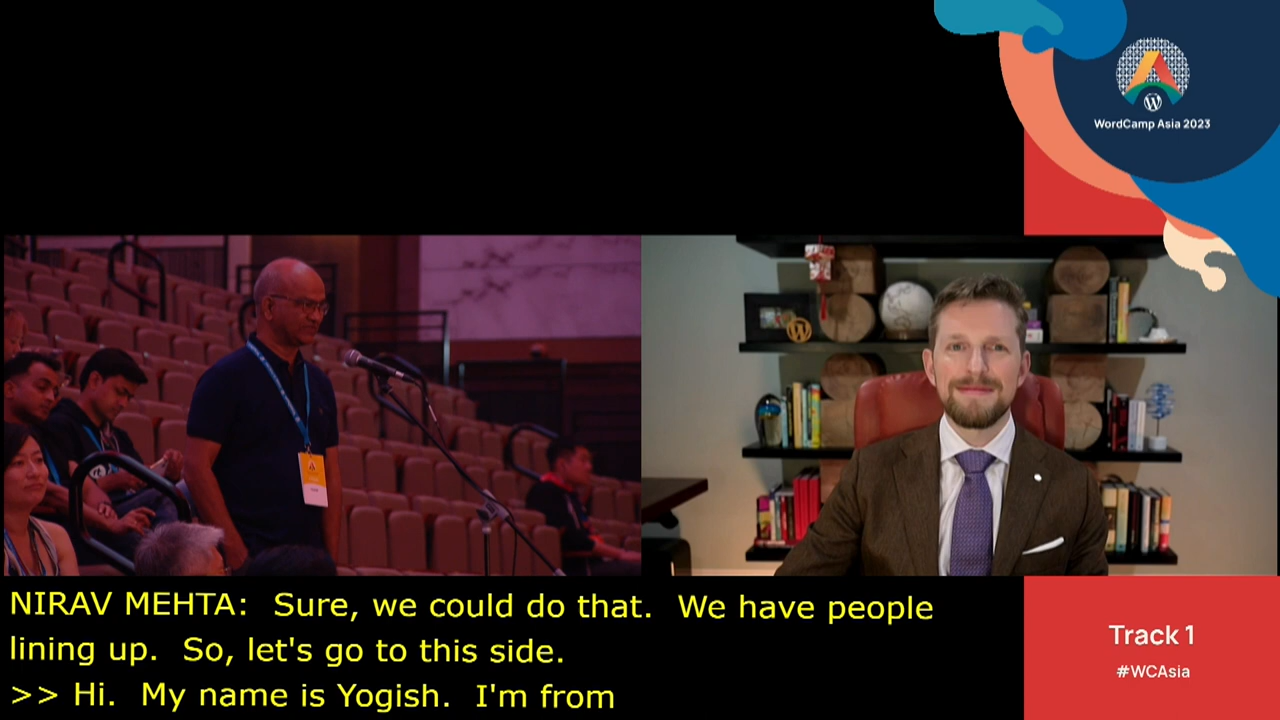 WordCamp Asia 2023
NIRAV MEHTA:  Sure, we could do that.  We have people
lining up.  So, let's go to this side.
>> Hi.  My name is Yogish.  I'm from
Track 1
#WCAsia